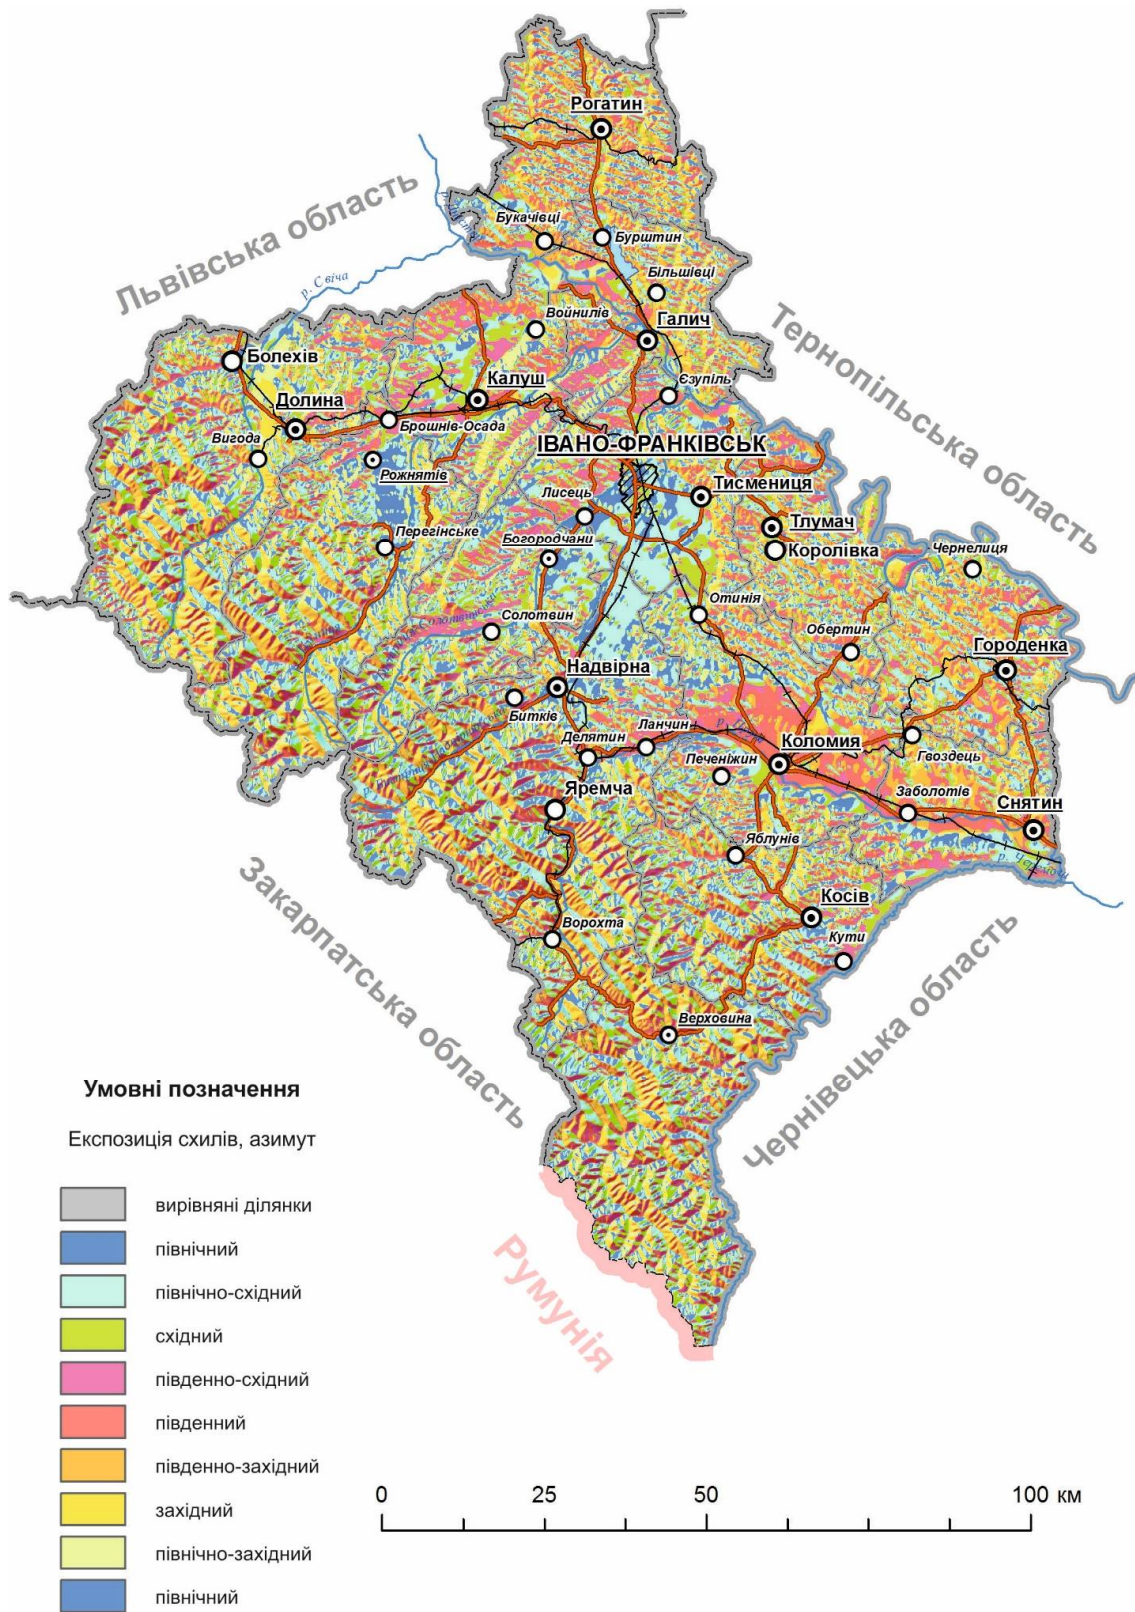 Рогатин
Львівська область
Букачівці
Бурштин
р. Свіча
Більшівці
Войнилів
Галич
Тернопільська область
Болехів
Калуш
Єзупіль
Долина
Брошнів-Осада
Вигода
ІВАНО-ФРАНКІВСЬК
Рожнятів
Тисмениця
Лисець
Тлумач
Перегінське
Богородчани
Королівка
Чернелиця
Солотвин
Отинія
Обертин
Городенка
Надвірна
Битків
Ланчин
Делятин
Коломия
Печеніжин
Гвоздець
Яремча
Заболотів
Снятин
Яблунів
Закарпатська область
Косів
Ворохта
Кути
Верховина
Чернівецька область
Румунія
Умовні позначення
Експозиція схилів, азимут
вирівняні ділянки
північний
північно-східний
східний
південно-східний
південний
південно-західний
західний
північно-західний
північний
0 25 50 100 км